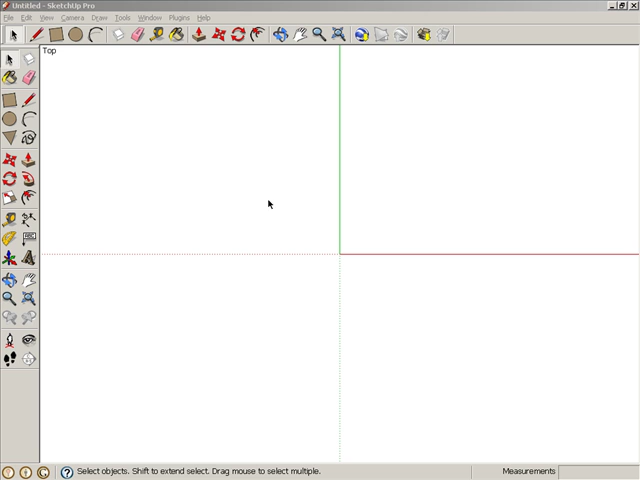 Untitled - SketchUp Pro
File Edit View Camera Draw Tools Window Plugins Help
Top
ABC
Select objects. Shift to extend select. Drag mouse to select multiple.
Measurements